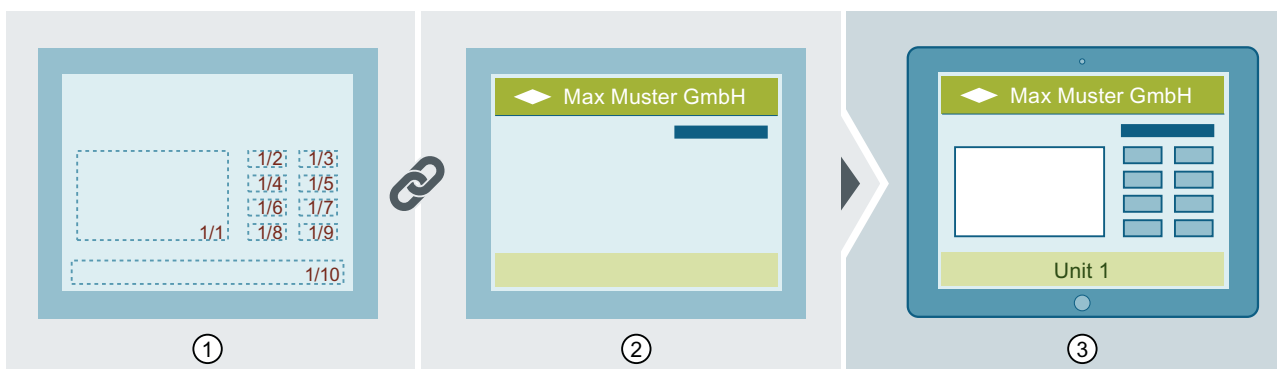 1/2 1/3
1/4 1/5
1/6 1/7
1/1 1/8 1/9
1/10
1
Max Muster GmbH
2
Max Muster GmbH
Unit 1
3